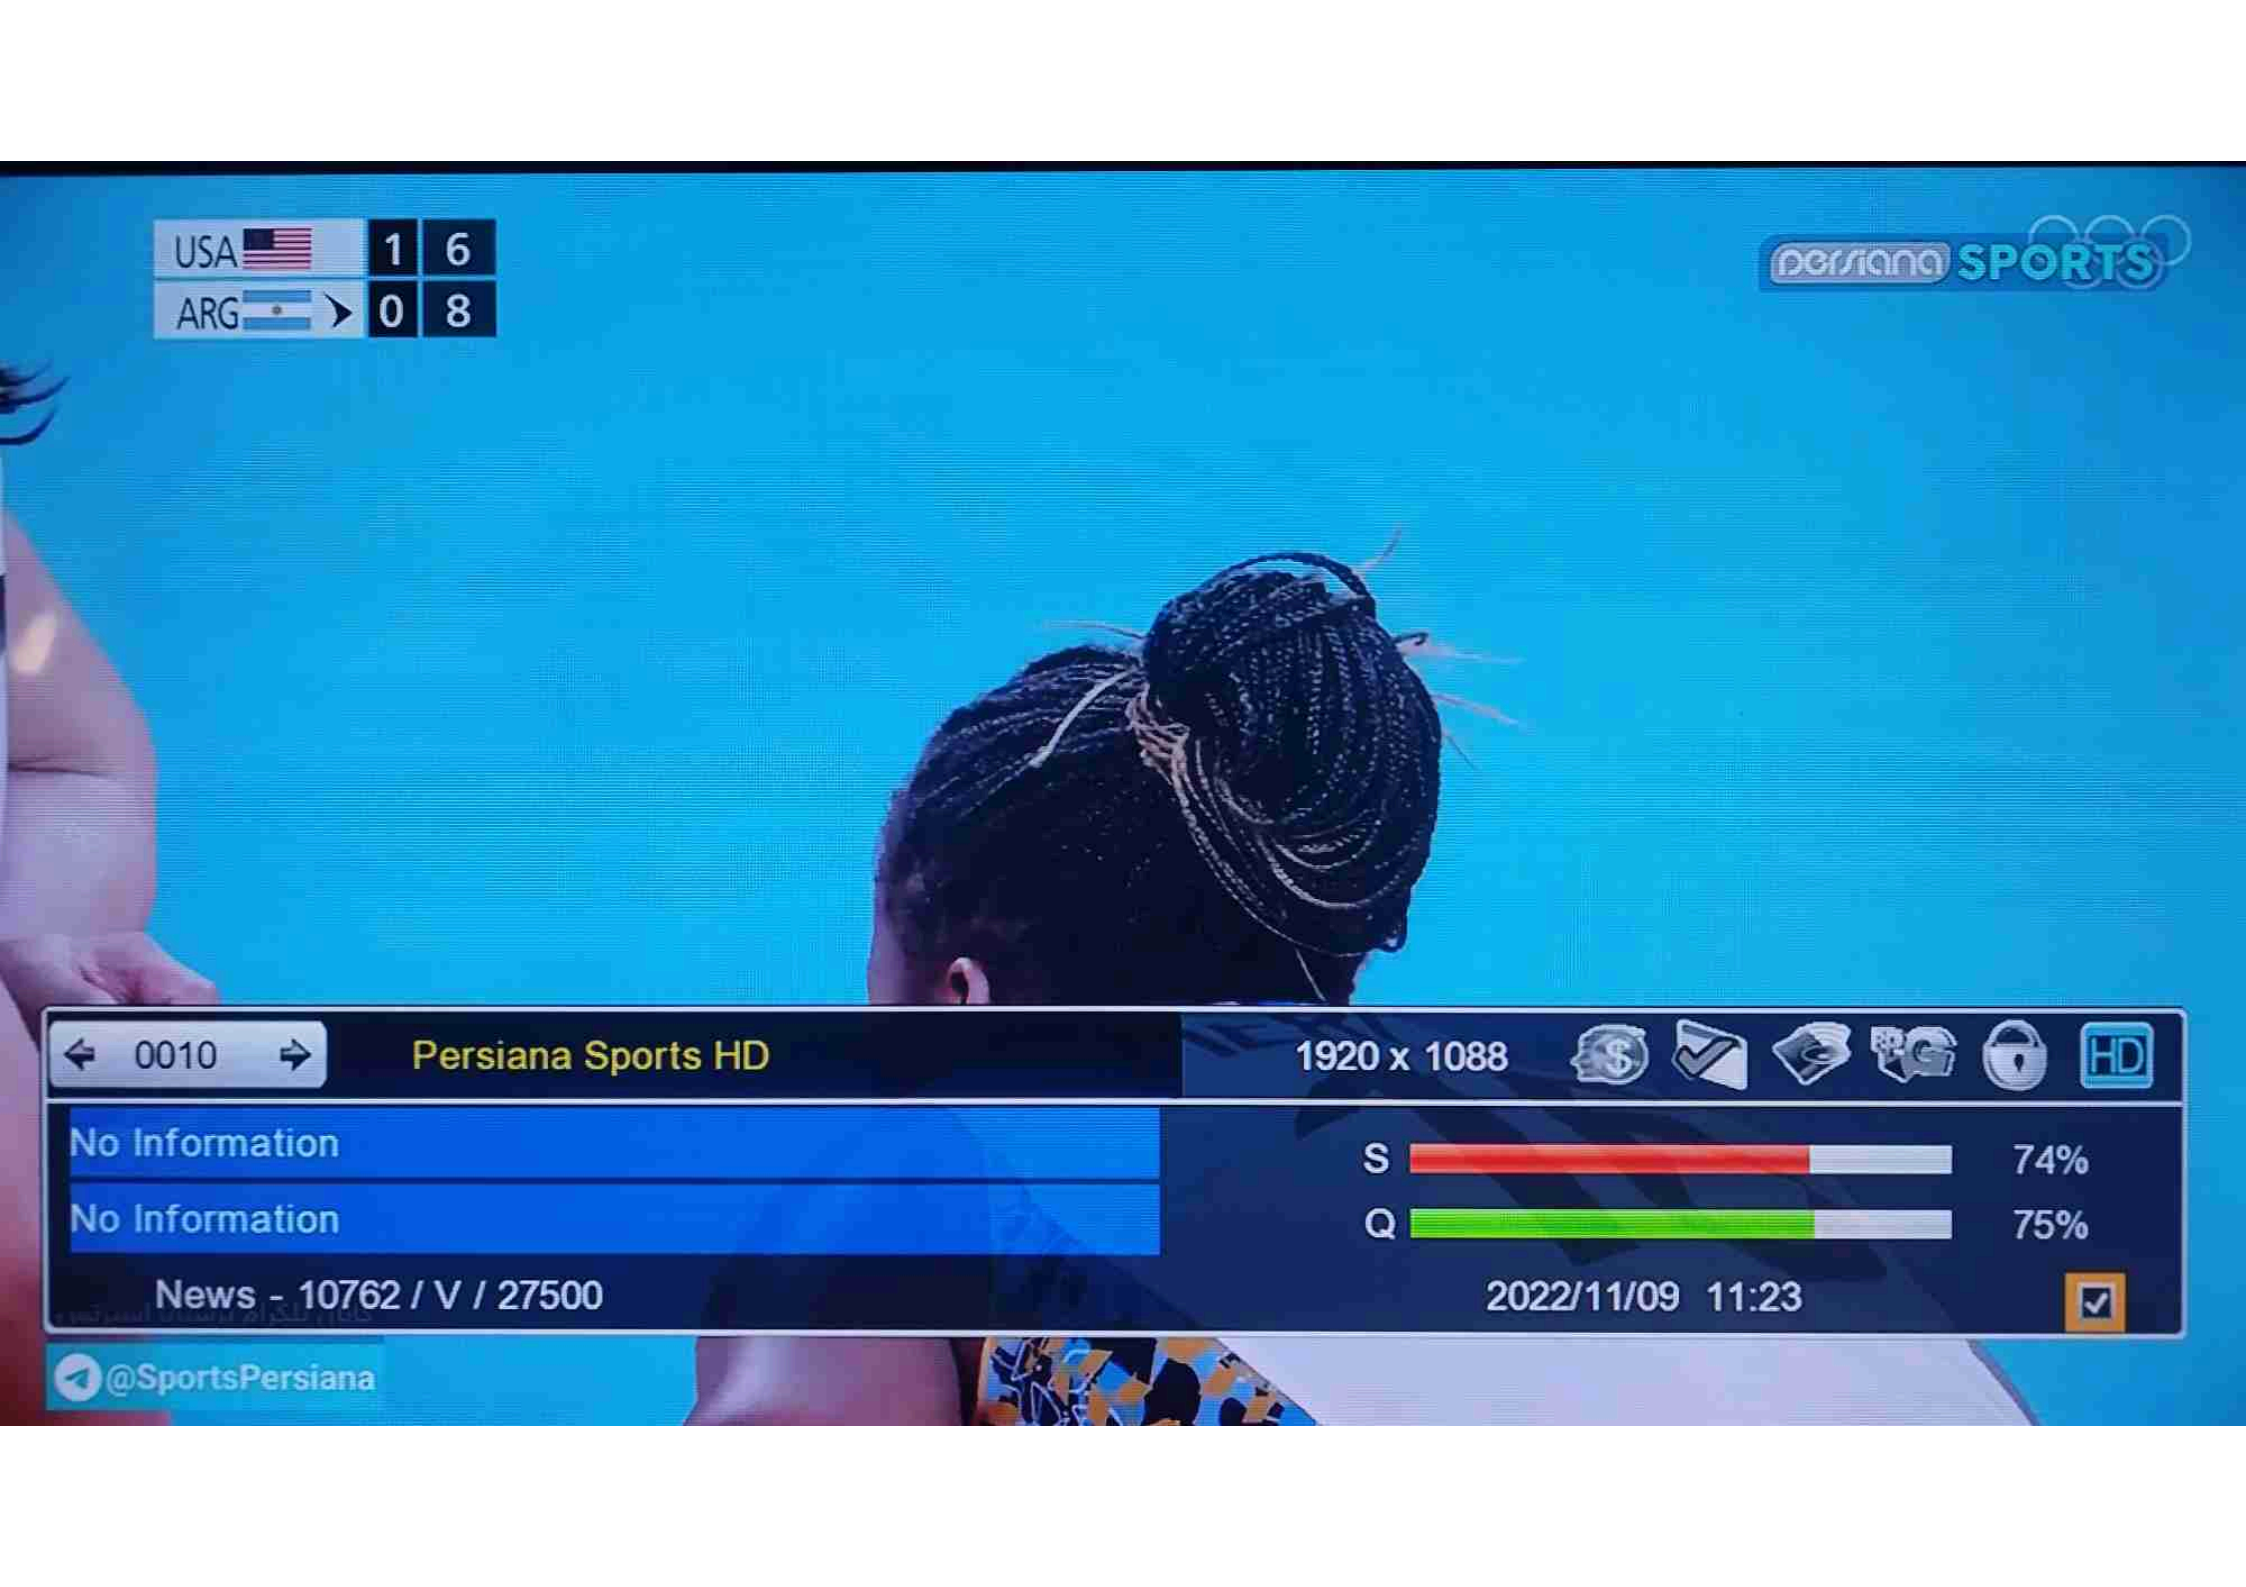 USA 1 6
ARG 0 8
persiana SPORTS
0010 Persiana Sports HD 1920 x 1088 HD
No Information
S 74%
No Information
Q 75%
News - 10762 / V / 27500 2022/11/09 11:23
@SportsPersiana